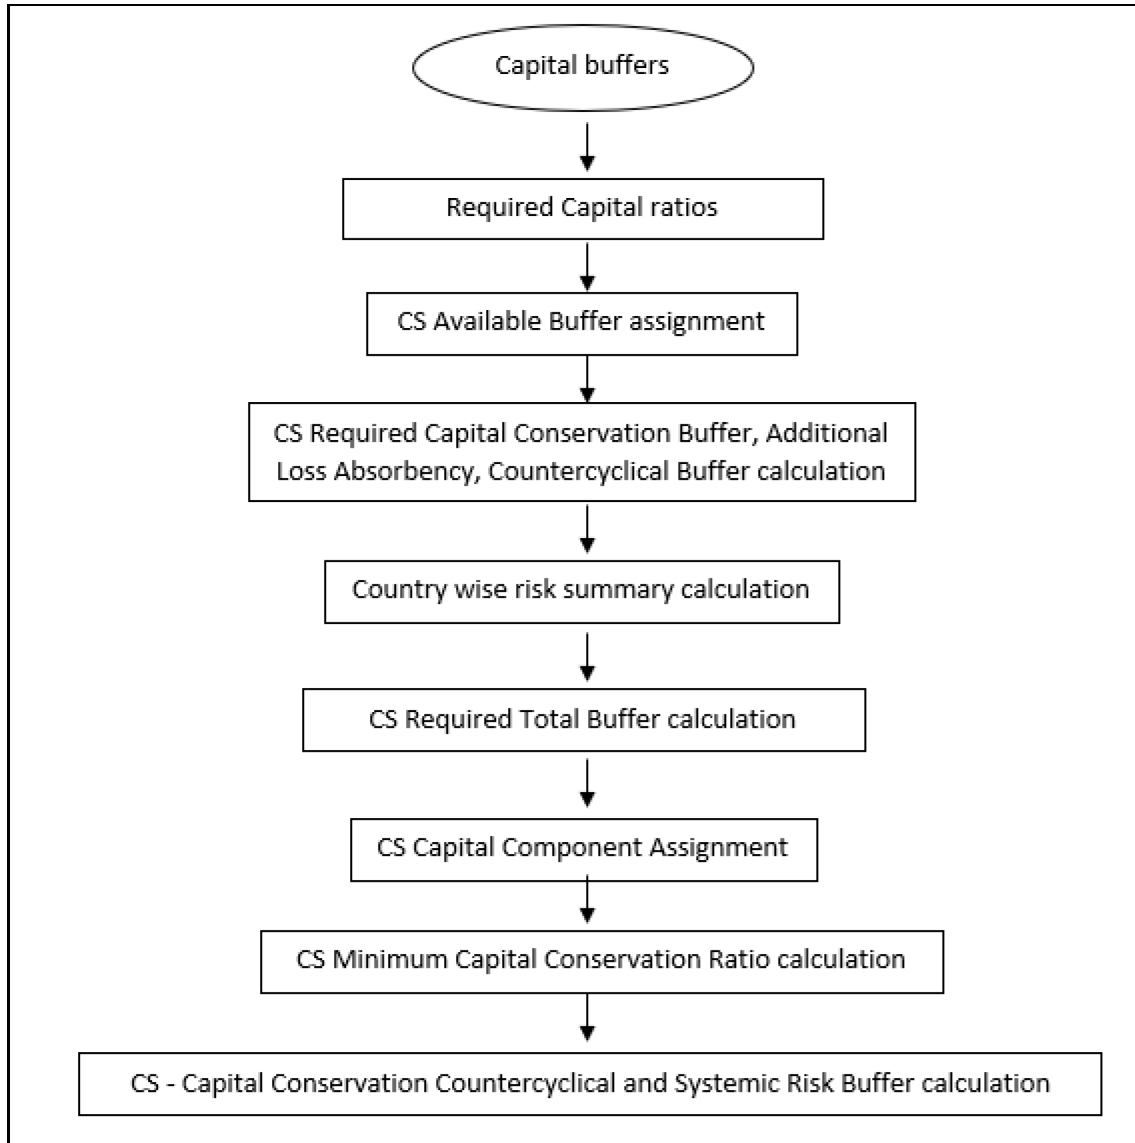 Capital buffers
Required Capital ratios
CS Available Buffer assignment
CS Required Capital Conservation Buffer, Additional
Loss Absorbency, Countercyclical Buffer calculation
Country wise risk summary calculation
CS Required Total Buffer calculation
CS Capital Component Assignment
CS Minimum Capital Conservation Ratio calculation
CS - Capital Conservation Countercyclical and Systemic Risk Buffer calculation